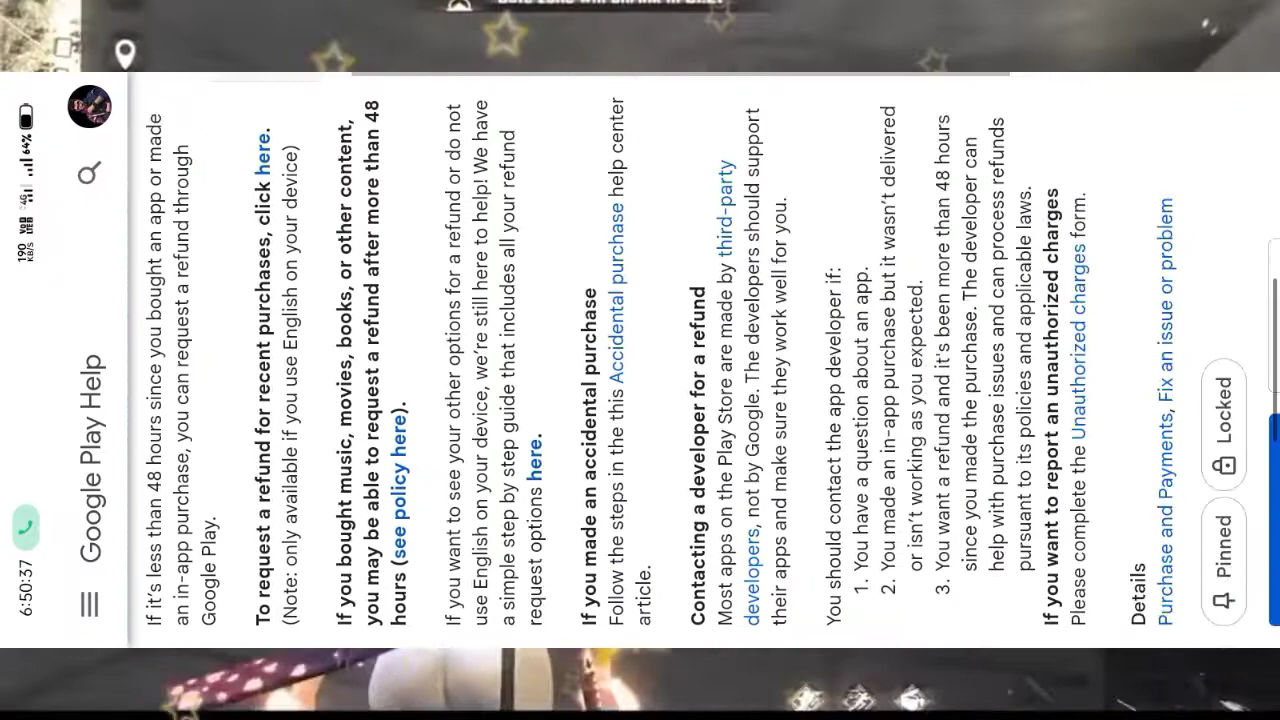 6:50:37
190 KB/S
4G
64%
Google Play Help
If it's less than 48 hours since you bought an app or made
an in-app purchase, you can request a refund through
Google Play.
To request a refund for recent purchases, click here.
(Note: only available if you use English on your device)
If you bought music, movies, books, or other content,
you may be able to request a refund after more than 48
hours (see policy here).
If you want to see your other options for a refund or do not
use English on your device, we're still here to help! We have
a simple step by step guide that includes all your refund
request options here.
If you made an accidental purchase
Follow the steps in the this Accidental purchase help center
article.
Contacting a developer for a refund
Most apps on the Play Store are made by third-party
developers, not by Google. The developers should support
their apps and make sure they work well for you.
You should contact the app developer if:
1. You have a question about an app.
2. You made an in-app purchase but it wasn't delivered
or isn't working as you expected.
3. You want a refund and it's been more than 48 hours
since you made the purchase. The developer can
help with purchase issues and can process refunds
pursuant to its policies and applicable laws.
If you want to report an unauthorized charges
Please complete the Unauthorized charges form.
Details
Purchase and Payments, Fix an issue or problem
Pinned
Locked